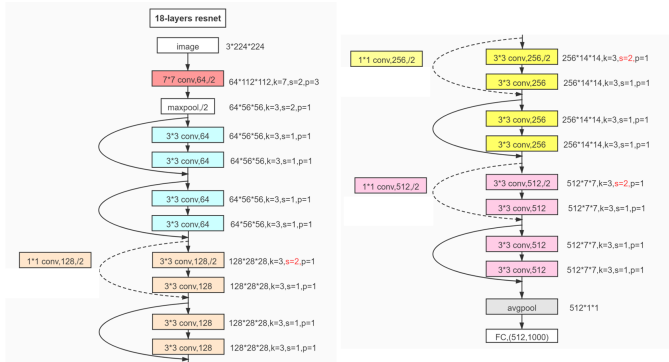 18-layers resnet
image 3*224*224
7*7 conv,64,/2 64*112*112,k=7,s=2,p=3
maxpool,/2 64*56*56,k=3,s=2,p=1
3*3 conv,64 64*56*56,k=3,s=1,p=1
3*3 conv,64 64*56*56,k=3,s=1,p=1
3*3 conv,64 64*56*56,k=3,s=1,p=1
3*3 conv,64 64*56*56,k=3,s=1,p=1
1*1 conv,128,/2 3*3 conv,128,/2 128*28*28,k=3,s=2,p=1
3*3 conv,128 128*28*28,k=3,s=1,p=1
3*3 conv,128 128*28*28,k=3,s=1,p=1
3*3 conv,128 128*28*28,k=3,s=1,p=1
1*1 conv,256,/2 3*3 conv,256,/2 256*14*14,k=3,s=2,p=1
3*3 conv,256 256*14*14,k=3,s=1,p=1
3*3 conv,256 256*14*14,k=3,s=1,p=1
3*3 conv,256 256*14*14,k=3,s=1,p=1
1*1 conv,512,/2 3*3 conv,512,/2 512*7*7,k=3,s=2,p=1
3*3 conv,512 512*7*7,k=3,s=1,p=1
3*3 conv,512 512*7*7,k=3,s=1,p=1
3*3 conv,512 512*7*7,k=3,s=1,p=1
avgpool 512*1*1
FC,(512,1000)